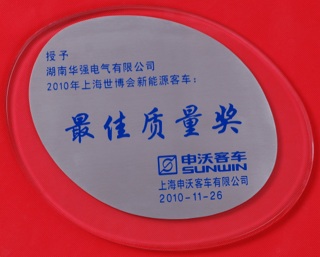 授予
湖南华强电气有限公司
2010年上海世博会新能源客车：
最佳质量奖
申沃客车
SUNWIN
上海申沃客车有限公司
2010-11-26